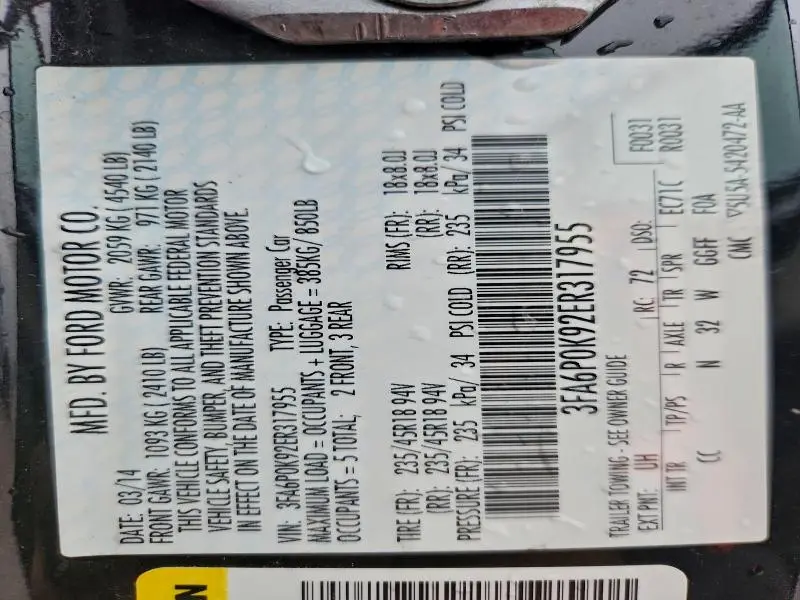 MFD. BY FORD MOTOR CO.
DATE: 03/14 GVWR: 2059 KG ( 4540 LB)
FRONT GAWR: 1093 KG ( 2410 LB) REAR GAWR: 971 KG ( 2140 LB)
THIS VEHICLE CONFORMS TO ALL APPLICABLE FEDERAL MOTOR
VEHICLE SAFETY, BUMPER, AND THEFT PREVENTION STANDARDS
IN EFFECT ON THE DATE OF MANUFACTURE SHOWN ABOVE.
VIN: 3FA6P0K92ER317955 TYPE: Passenger Car
MAXIMUM LOAD = OCCUPANTS + LUGGAGE = 385KG/ 850LB
OCCUPANTS = 5 TOTAL; 2 FRONT, 3 REAR
TIRE (FR): 235/45R18 94V RIMS (FR): 18x8.0J
(RR): 235/45R18 94V (RR): 18x8.0J
PRESSURE (FR): 235 kPa/ 34 PSI COLD (RR): 235 kPa/ 34 PSI COLD
3FA6P0K92ER317955
TRAILER TOWING - SEE OWNER GUIDE F0031
EXT PNT: UH RC: 72 DSO: R0031
INT TR TP/PS R AXLE TR SPR EC71C
CC N 32 W GGFF FOA
CMC ▽5U5A-5420472-AA